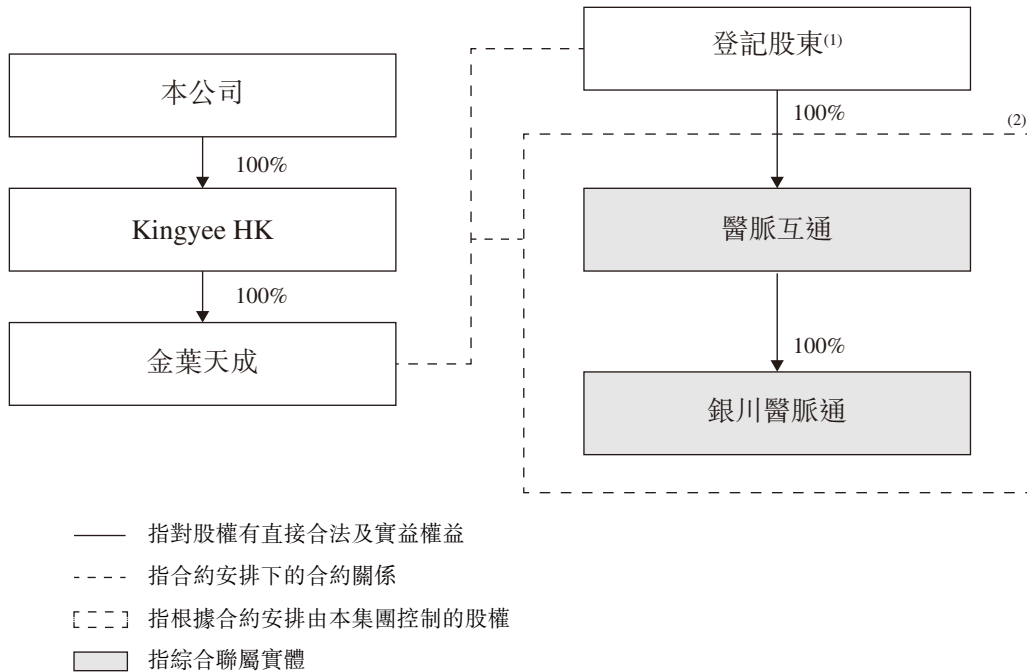 本公司
100%
Kingyee HK
100%
金葉天成
登記股東(1)
100%
(2)
醫脈互通
100%
銀川醫脈通
指對股權有直接合法及實益權益
指合約安排下的合約關係
指根據合約安排由本集團控制的股權
指綜合聯屬實體